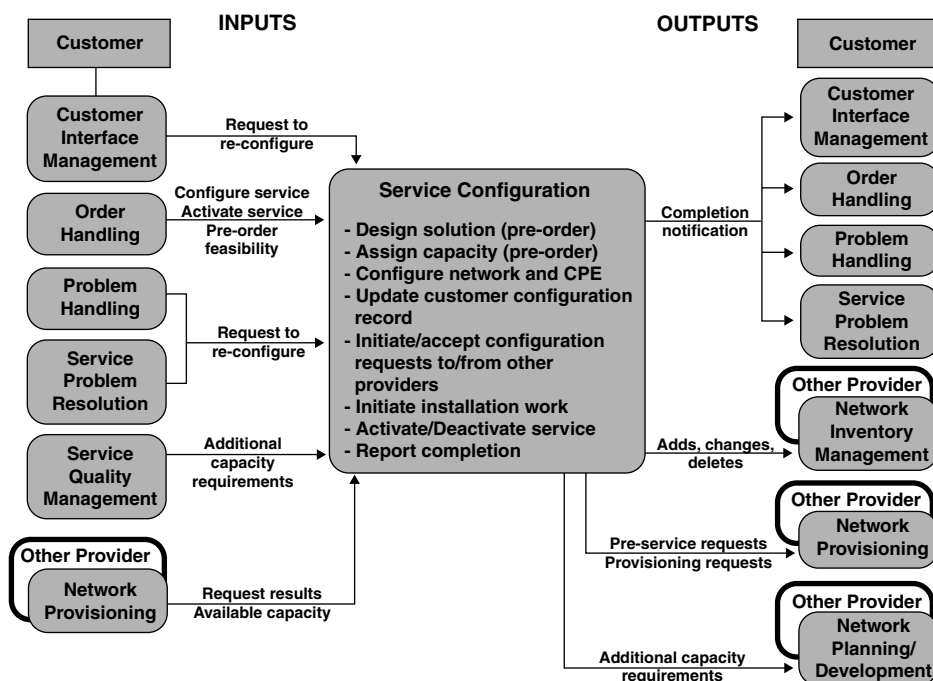 INPUTS
OUTPUTS
Customer
Customer
Interface
Management
Request to
re-configure
Order
Handling
Configure service
Activate service
Pre-order
feasibility
Problem
Handling
Service
Problem
Resolution
Request to
re-configure
Service
Quality
Management
Additional
capacity
requirements
Other Provider
Network
Provisioning
Request results
Available capacity
Service Configuration
- Design solution (pre-order)
- Assign capacity (pre-order)
- Configure network and CPE
- Update customer configuration
record
- Initiate/accept configuration
requests to/from other
providers
- Initiate installation work
- Activate/Deactivate service
- Report completion
Completion
notification
Customer
Customer
Interface
Management
Order
Handling
Problem
Handling
Service
Problem
Resolution
Adds, changes,
deletes
Other Provider
Network
Inventory
Management
Pre-service requests
Provisioning requests
Other Provider
Network
Provisioning
Additional capacity
requirements
Other Provider
Network
Planning/
Development